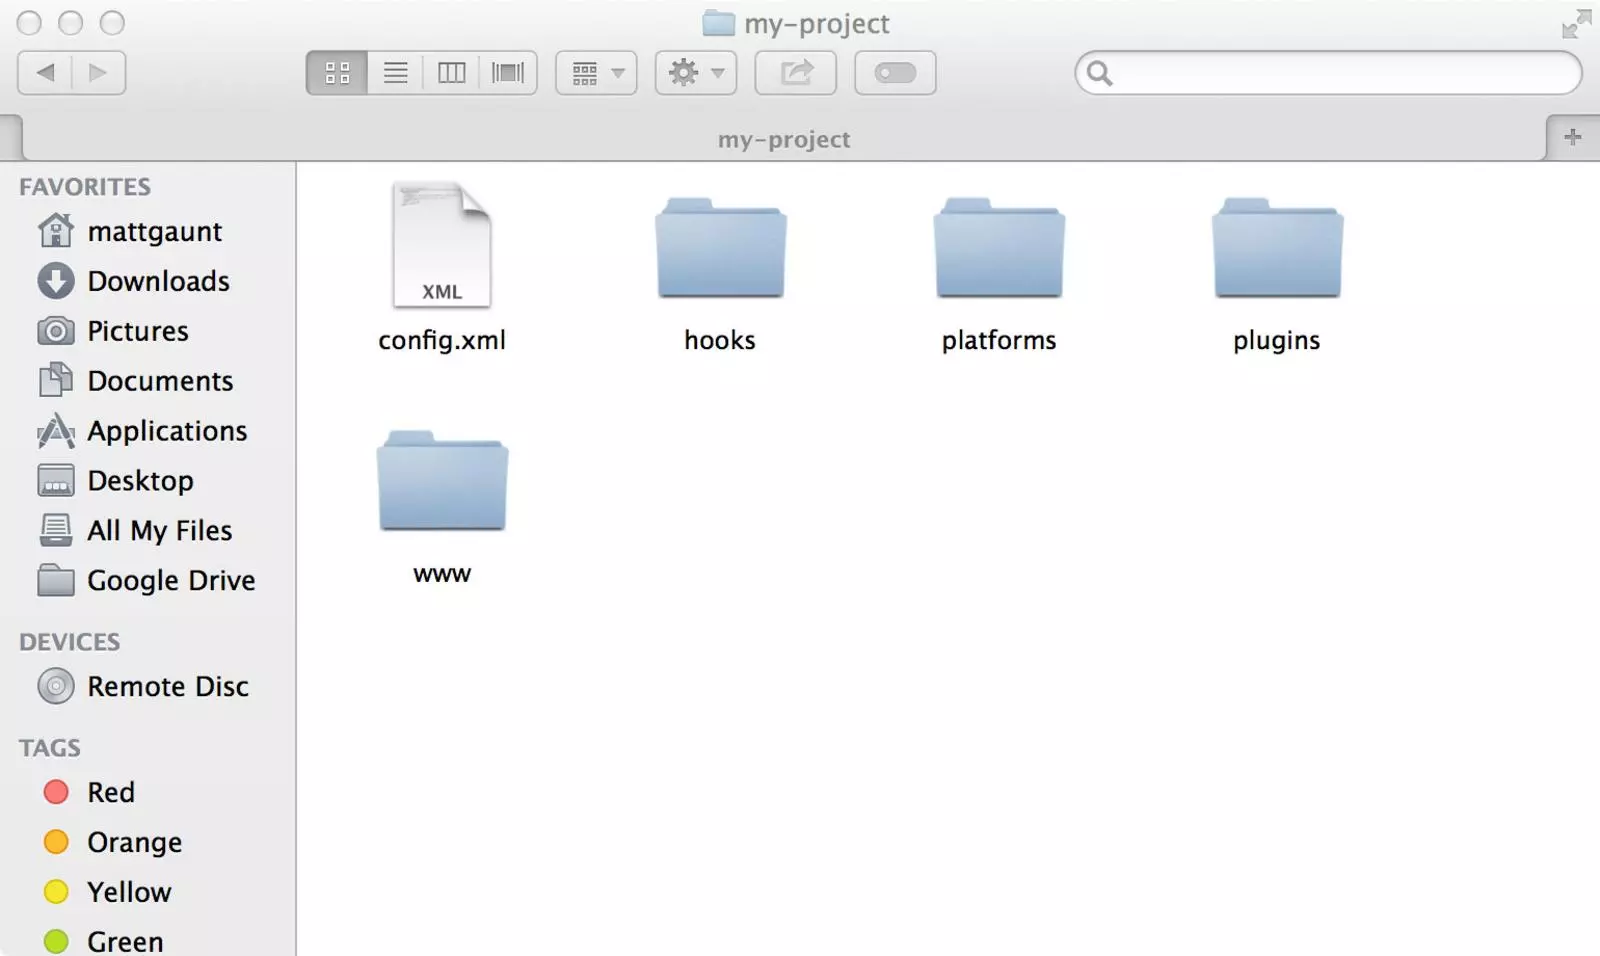 my-project
my-project
FAVORITES
mattgaunt
Downloads
Pictures
Documents
Applications
Desktop
All My Files
Google Drive
DEVICES
Remote Disc
TAGS
Red
Orange
Yellow
Green
XML
config.xml
hooks
platforms
plugins
www